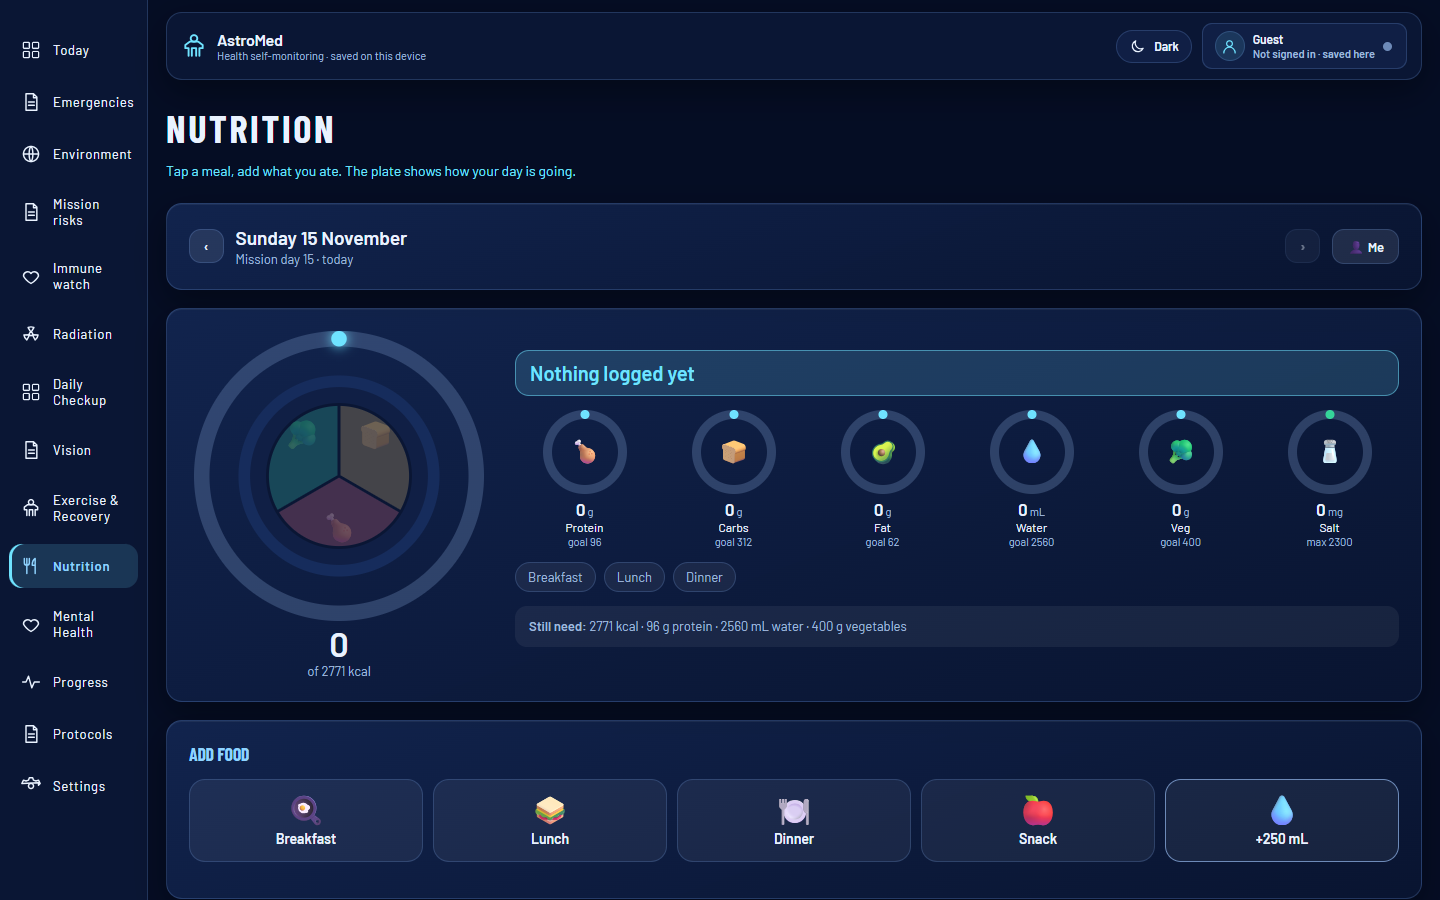 Today
Emergencies
Environment
Mission
risks
Immune
watch
Radiation
Daily
Checkup
Vision
Exercise &
Recovery
Nutrition
Mental
Health
Progress
Protocols
Settings
AstroMed
Health self-monitoring · saved on this device
Dark
Guest
Not signed in · saved here
NUTRITION
Tap a meal, add what you ate. The plate shows how your day is going.
‹
Sunday 15 November
Mission day 15 · today
›
Me
0
of 2771 kcal
Nothing logged yet
0 g
Protein
goal 96
0 g
Carbs
goal 312
0 g
Fat
goal 62
0 mL
Water
goal 2560
0 g
Veg
goal 400
0 mg
Salt
max 2300
Breakfast
Lunch
Dinner
Still need: 2771 kcal · 96 g protein · 2560 mL water · 400 g vegetables
ADD FOOD
Breakfast
Lunch
Dinner
Snack
+250 mL